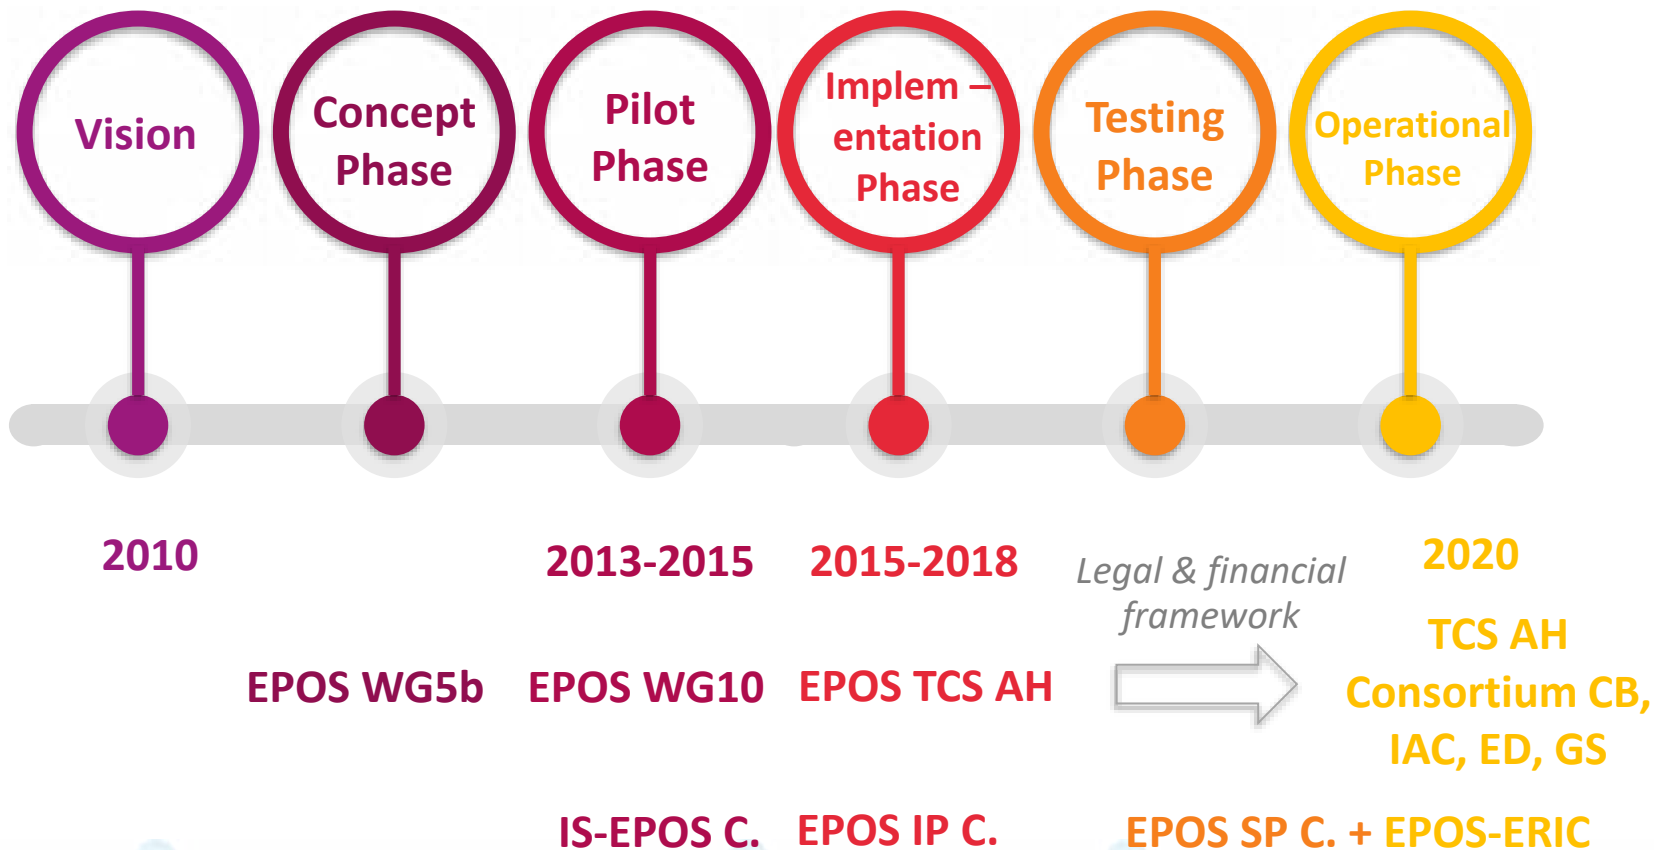 Vision
Concept
Phase
Pilot
Phase
Implem –
entation
Phase
Testing
Phase
Operational
Phase
2010
2013-2015
2015-2018
Legal & financial
framework
2020
EPOS WG5b
EPOS WG10
EPOS TCS AH
TCS AH
Consortium CB,
IAC, ED, GS
IS-EPOS C.
EPOS IP C.
EPOS SP C. + EPOS-ERIC